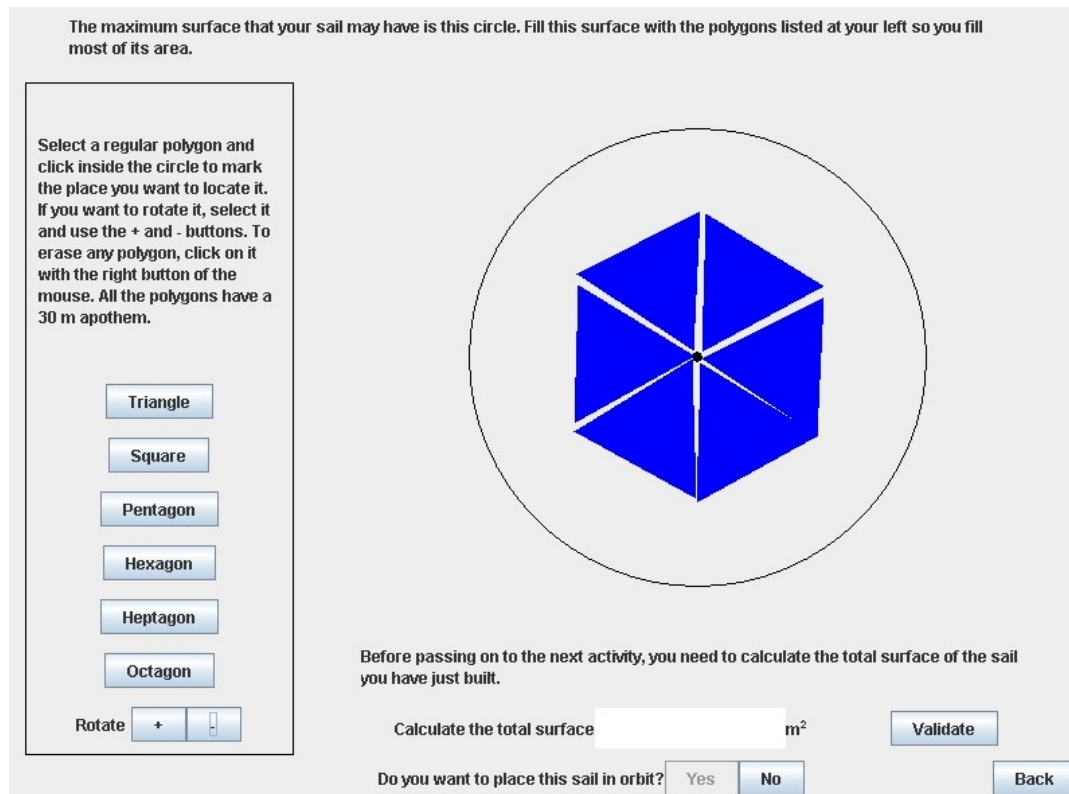 The maximum surface that your sail may have is this circle. Fill this surface with the polygons listed at your left so you fill
most of its area.
Select a regular polygon and
click inside the circle to mark
the place you want to locate it.
If you want to rotate it, select it
and use the + and - buttons. To
erase any polygon, click on it
with the right button of the
mouse. All the polygons have a
30 m apothem.
Triangle
Square
Pentagon
Hexagon
Heptagon
Octagon
Rotate + -
Before passing on to the next activity, you need to calculate the total surface of the sail
you have just built.
Calculate the total surface m²
Validate
Do you want to place this sail in orbit? Yes No
Back